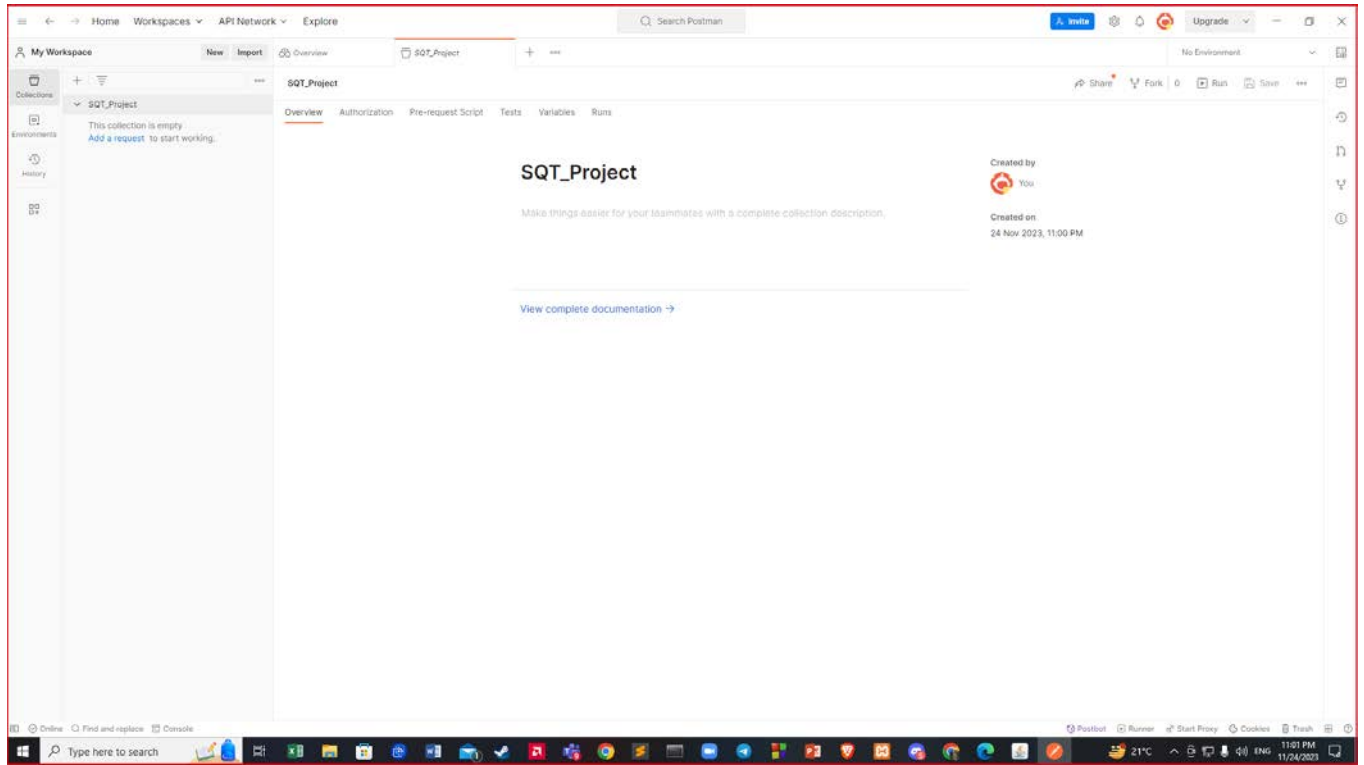 Home Workspaces API Network Explore Search Postman Invite Upgrade
My Workspace New Import Overview SQT_Project No Environment
Collections
SQT_Project
Share Fork 0 Run Save
SQT_Project
This collection is empty
Add a request to start working.
Environments
History
Overview Authorization Pre-request Script Tests Variables Runs
SQT_Project
Make things easier for your teammates with a complete collection description.
View complete documentation →
Created by
You
Created on
24 Nov 2023, 11:00 PM
Online Find and replace Console Postbot Runner Start Proxy Cookies Trash
Type here to search 21°C ENG 11:01 PM
11/24/2023